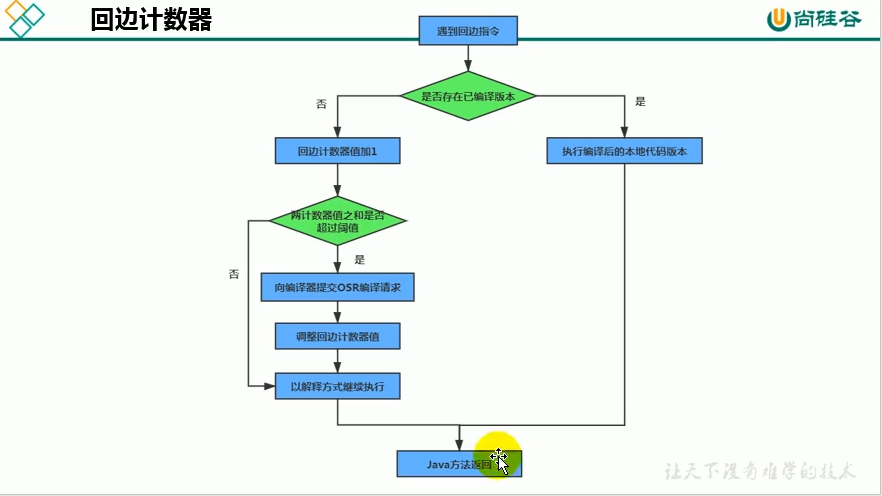 回边计数器
尚硅谷
遇到回边指令
是否存在已编译版本
否
是
回边计数器值加1
执行编译后的本地代码版本
两计数器值之和是否
超过阈值
否
是
向编译器提交OSR编译请求
调整回边计数器值
以解释方式继续执行
Java方法返回
让天下没有难学的技术